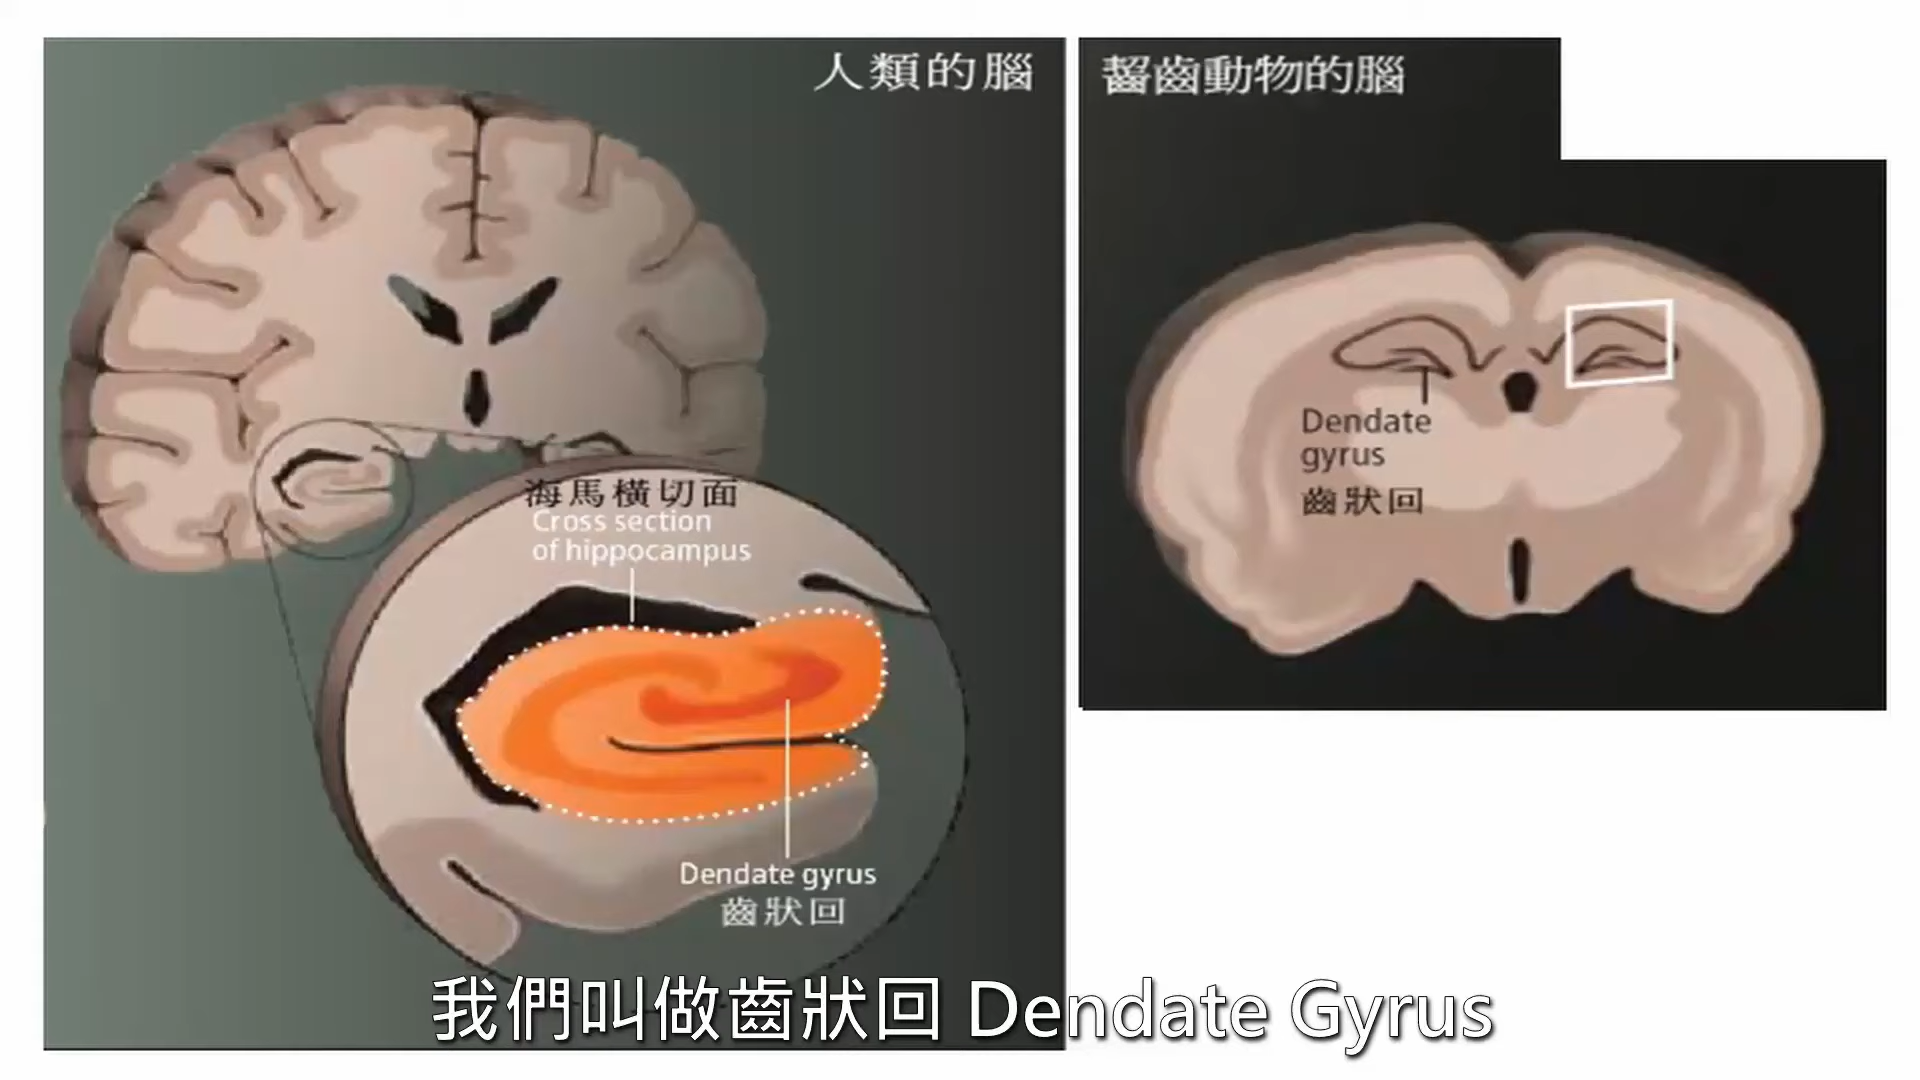 人類的腦
海馬橫切面
Cross section
of hippocampus
Dendate gyrus
齒狀回
齧齒動物的腦
Dendate
gyrus
齒狀回
我們叫做齒狀回 Dendate Gyrus